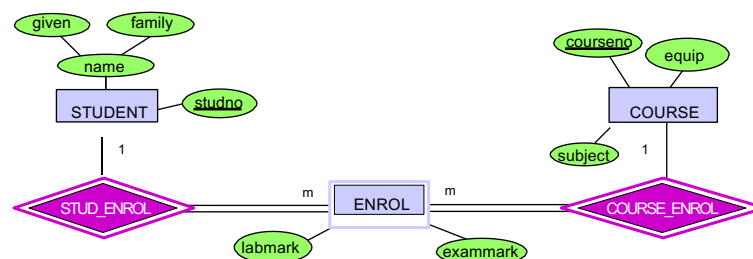 given
family
name
studno
STUDENT
courseno
equip
COURSE
subject
1
1
m
m
STUD_ENROL
ENROL
COURSE_ENROL
labmark
exammark